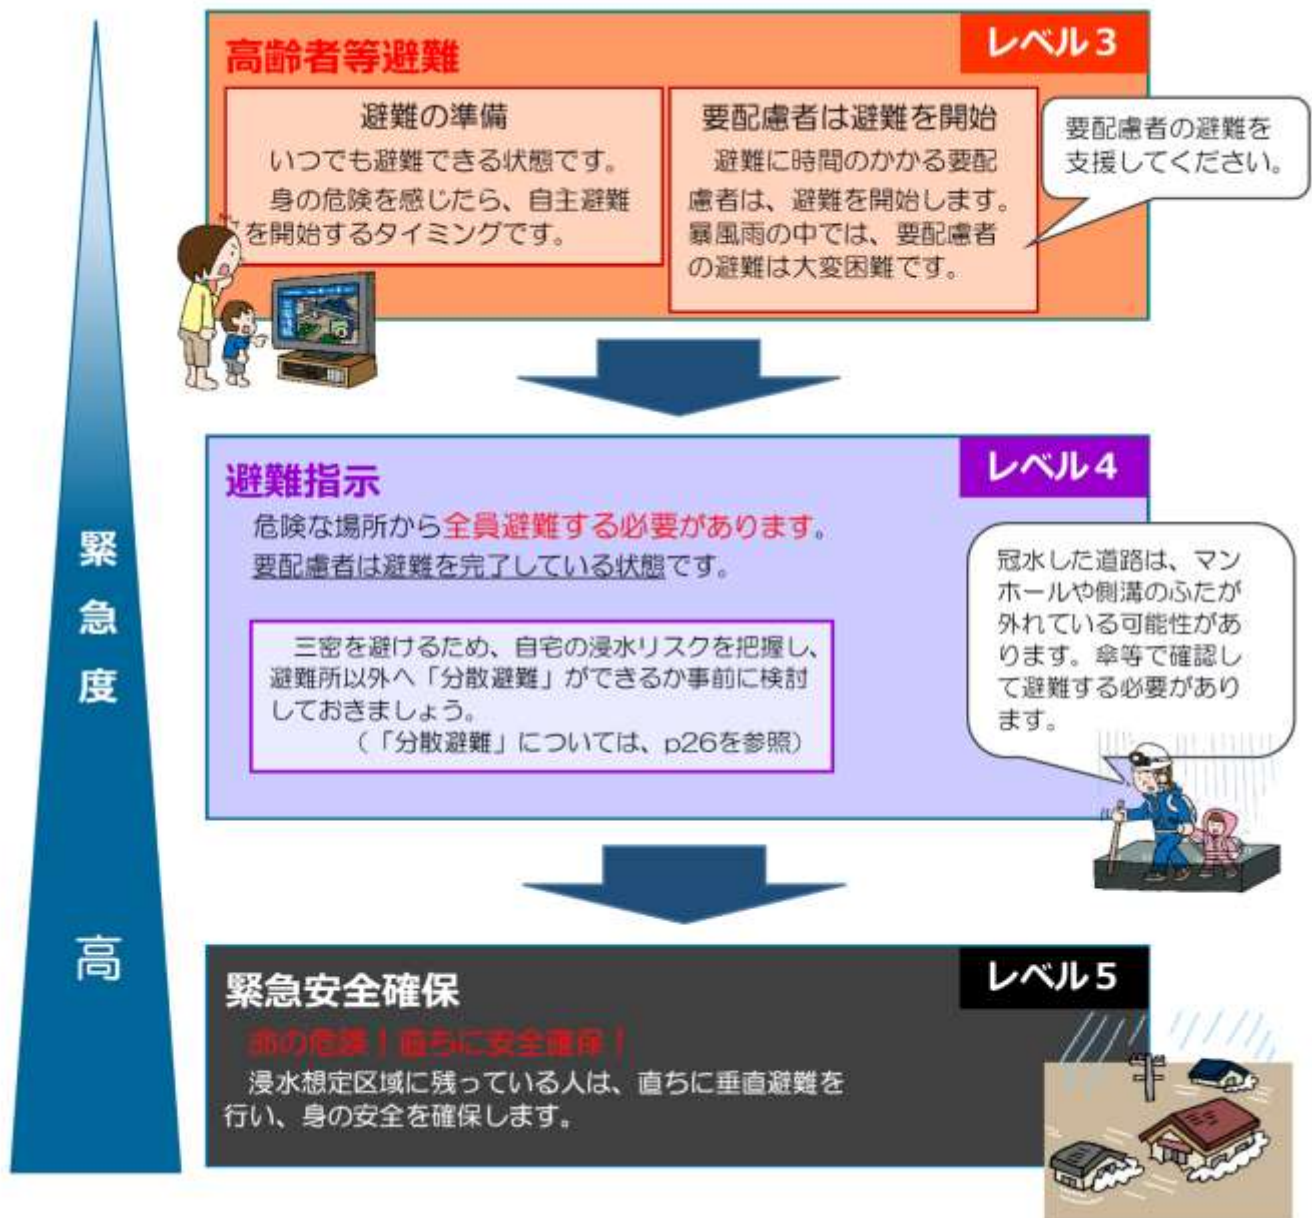 高齢者等避難
レベル3
避難の準備
いつでも避難できる状態です。
身の危険を感じたら、自主避難
を開始するタイミングです。
要配慮者は避難を開始
避難に時間のかかる要配
慮者は、避難を開始します。
暴風雨の中では、要配慮者
の避難は大変困難です。
要配慮者の避難を
支援してください。
避難指示
レベル4
危険な場所から全員避難する必要があります。
要配慮者は避難を完了している状態です。
三密を避けるため、自宅の浸水リスクを把握し、
避難所以外へ「分散避難」ができるか事前に検討
しておきましょう。
(「分散避難」については、p26を参照)
冠水した道路は、マン
ホールや側溝のふたが
外れている可能性があ
ります。傘等で確認し
て避難する必要があり
ます。
緊急度
高
緊急安全確保
レベル5
命の危険!直ちに安全確保!
浸水想定区域に残っている人は、直ちに垂直避難を
行い、身の安全を確保します。